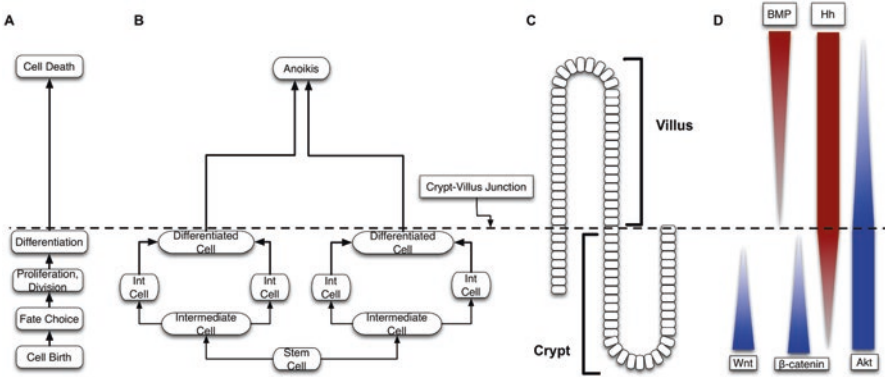 A
B
C
D
BMP
Hh
Cell Death
Anoikis
Villus
Crypt-Villus Junction
Differentiation
Differentiated
Cell
Differentiated
Cell
Proliferation,
Division
Int
Cell
Int
Cell
Int
Cell
Int
Cell
Fate Choice
Intermediate
Cell
Intermediate
Cell
Cell Birth
Stem
Cell
Crypt
Wnt
β-catenin
Akt